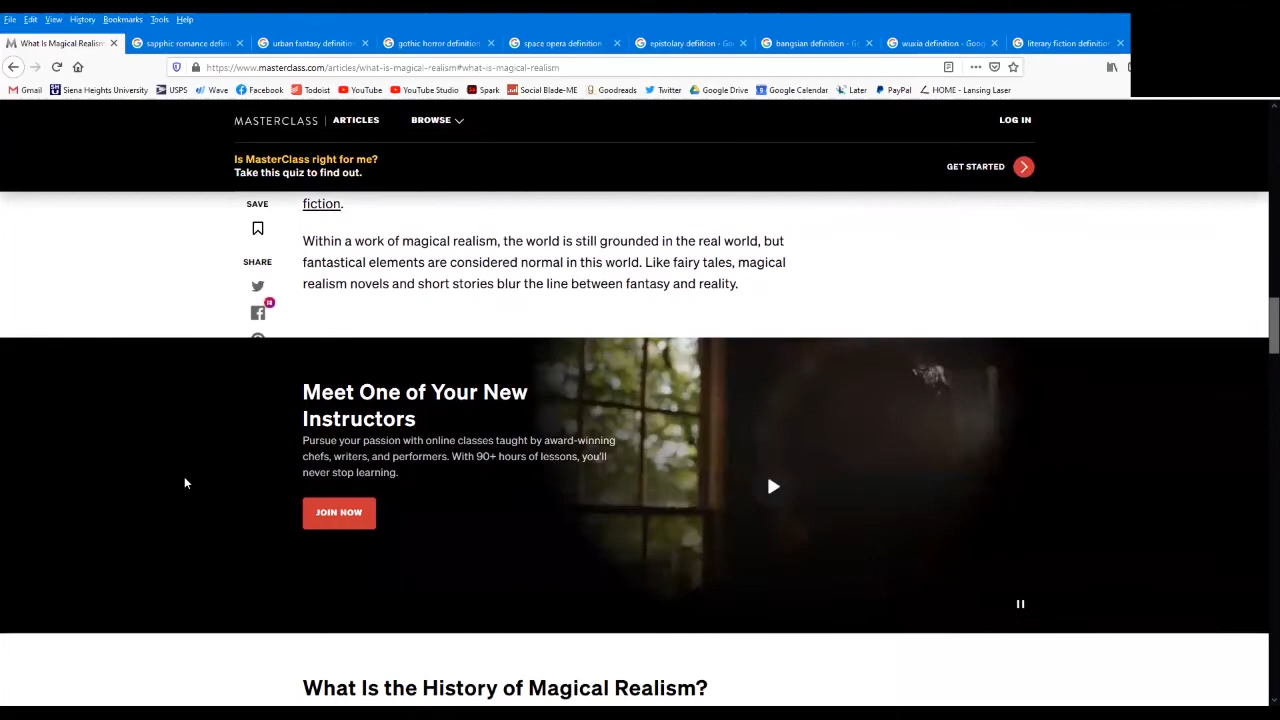 File Edit View History Bookmarks Tools Help
What Is Magical Realism sapphic romance defin urban fantasy definiti gothic horror definition space opera definition epistolary defiition - Go bangsian definition - G wuxia definition - Goog literary fiction definition
https://www.masterclass.com/articles/what-is-magical-realism#what-is-magical-realism
Gmail Siena Heights University USPS Wave Facebook Todoist YouTube YouTube Studio Spark Social Blade-ME Goodreads Twitter Google Drive Google Calendar Later PayPal HOME - Lansing Laser
MASTERCLASS | ARTICLES BROWSE LOG IN
Is MasterClass right for me?
Take this quiz to find out.
GET STARTED
SAVE
fiction.
Within a work of magical realism, the world is still grounded in the real world, but
SHARE
fantastical elements are considered normal in this world. Like fairy tales, magical
realism novels and short stories blur the line between fantasy and reality.
Meet One of Your New
Instructors
Pursue your passion with online classes taught by award-winning
chefs, writers, and performers. With 90+ hours of lessons, you'll
never stop learning.
JOIN NOW
What Is the History of Magical Realism?